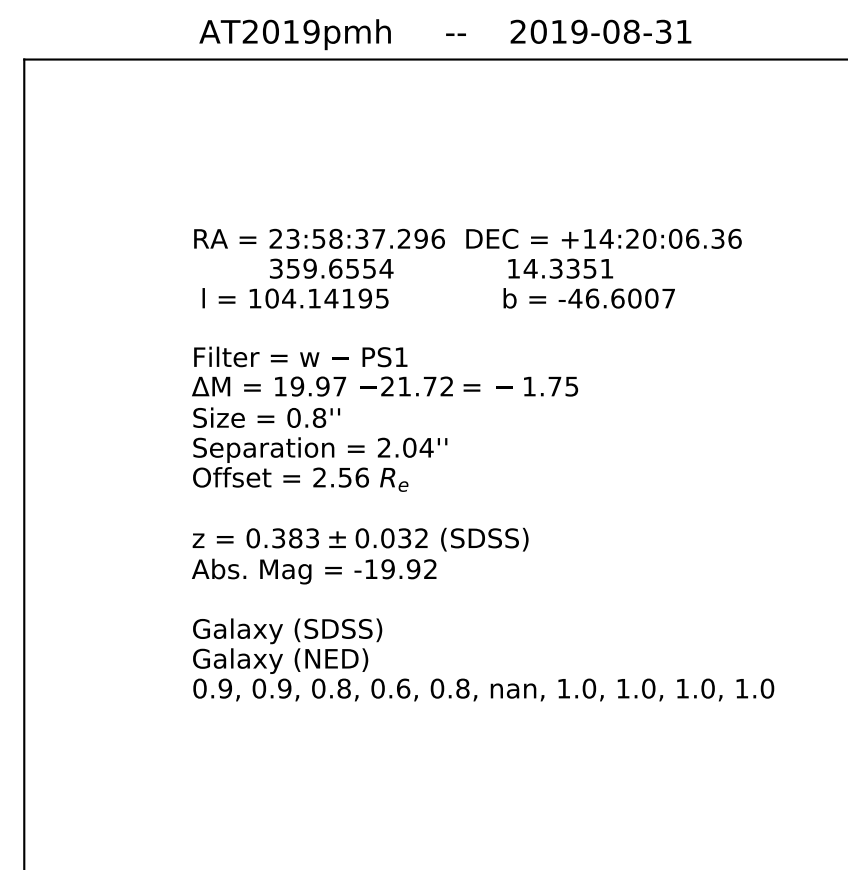 AT2019pmh -- 2019-08-31
RA = 23:58:37.296 DEC = +14:20:06.36
359.6554 14.3351
l = 104.14195 b = -46.6007
Filter = w − PS1
ΔM = 19.97 −21.72 = − 1.75
Size = 0.8''
Separation = 2.04''
Offset = 2.56 Re
z = 0.383 ± 0.032 (SDSS)
Abs. Mag = -19.92
Galaxy (SDSS)
Galaxy (NED)
0.9, 0.9, 0.8, 0.6, 0.8, nan, 1.0, 1.0, 1.0, 1.0